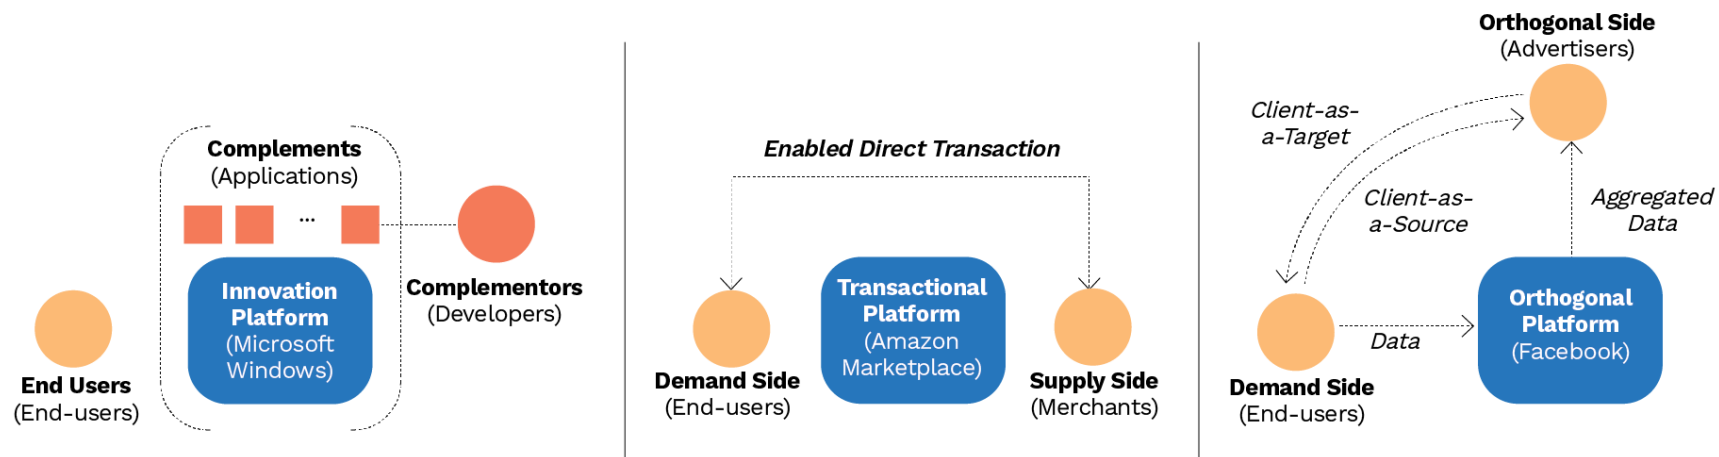 Complements
(Applications)
...
Innovation
Platform
(Microsoft
Windows)
End Users
(End-users)
Complementors
(Developers)
Enabled Direct Transaction
Demand Side
(End-users)
Transactional
Platform
(Amazon
Marketplace)
Supply Side
(Merchants)
Orthogonal Side
(Advertisers)
Client-as-
a-Target
Client-as-
a-Source
Aggregated
Data
Data
Demand Side
(End-users)
Orthogonal
Platform
(Facebook)